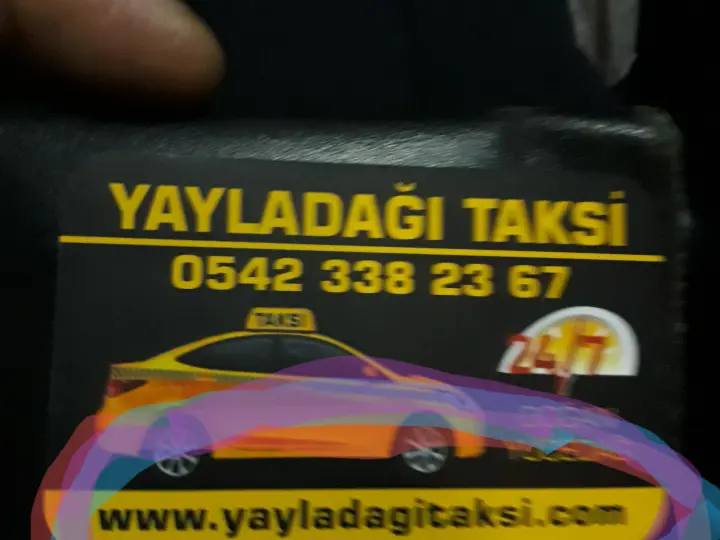 YAYLADAĞI TAKSİ
0542 338 23 67
TAKSİ
24/7
www.yayladagitaksi.com